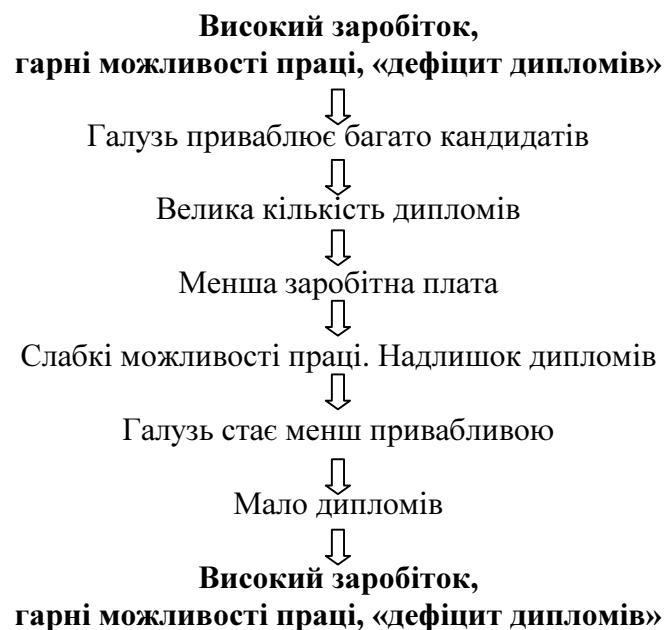 Високий заробіток,
гарні можливості праці, «дефіцит дипломів»
Галузь приваблює багато кандидатів
Велика кількість дипломів
Менша заробітна плата
Слабкі можливості праці. Надлишок дипломів
Галузь стає менш привабливою
Мало дипломів
Високий заробіток,
гарні можливості праці, «дефіцит дипломів»